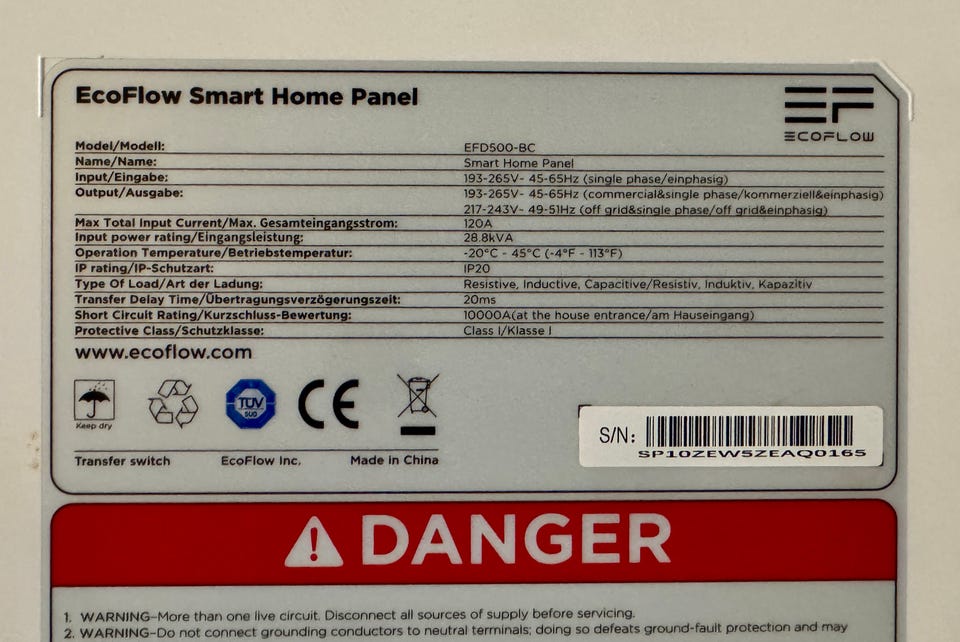 EcoFlow Smart Home Panel
EF
ECOFLOW
Model/Modell: EFD500-BC
Name/Name: Smart Home Panel
Input/Eingabe: 193-265V~ 45-65Hz (single phase/einphasig)
Output/Ausgabe: 193-265V~ 45-65Hz (commercial&single phase/kommerziell&einphasig)
217-243V~ 49-51Hz (off grid&single phase/off grid&einphasig)
Max Total Input Current/Max. Gesamteingangsstrom: 120A
Input power rating/Eingangsleistung: 28.8kVA
Operation Temperature/Betriebstemperatur: -20°C - 45°C (-4°F - 113°F)
IP rating/IP-Schutzart: IP20
Type Of Load/Art der Ladung: Resistive, Inductive, Capacitive/Resistiv, Induktiv, Kapazitiv
Transfer Delay Time/Übertragungsverzögerungszeit: 20ms
Short Circuit Rating/Kurzschluss-Bewertung: 10000A(at the house entrance/am Hauseingang)
Protective Class/Schutzklasse: Class I/Klasse I
www.ecoflow.com
Keep dry
TÜV
SÜD
CE
S/N: SP10ZEW5ZEAQ0165
Transfer switch EcoFlow Inc. Made in China
DANGER
1. WARNING–More than one live circuit. Disconnect all sources of supply before servicing.
2. WARNING–Do not connect grounding conductors to neutral terminals; doing so defeats ground-fault protection and may